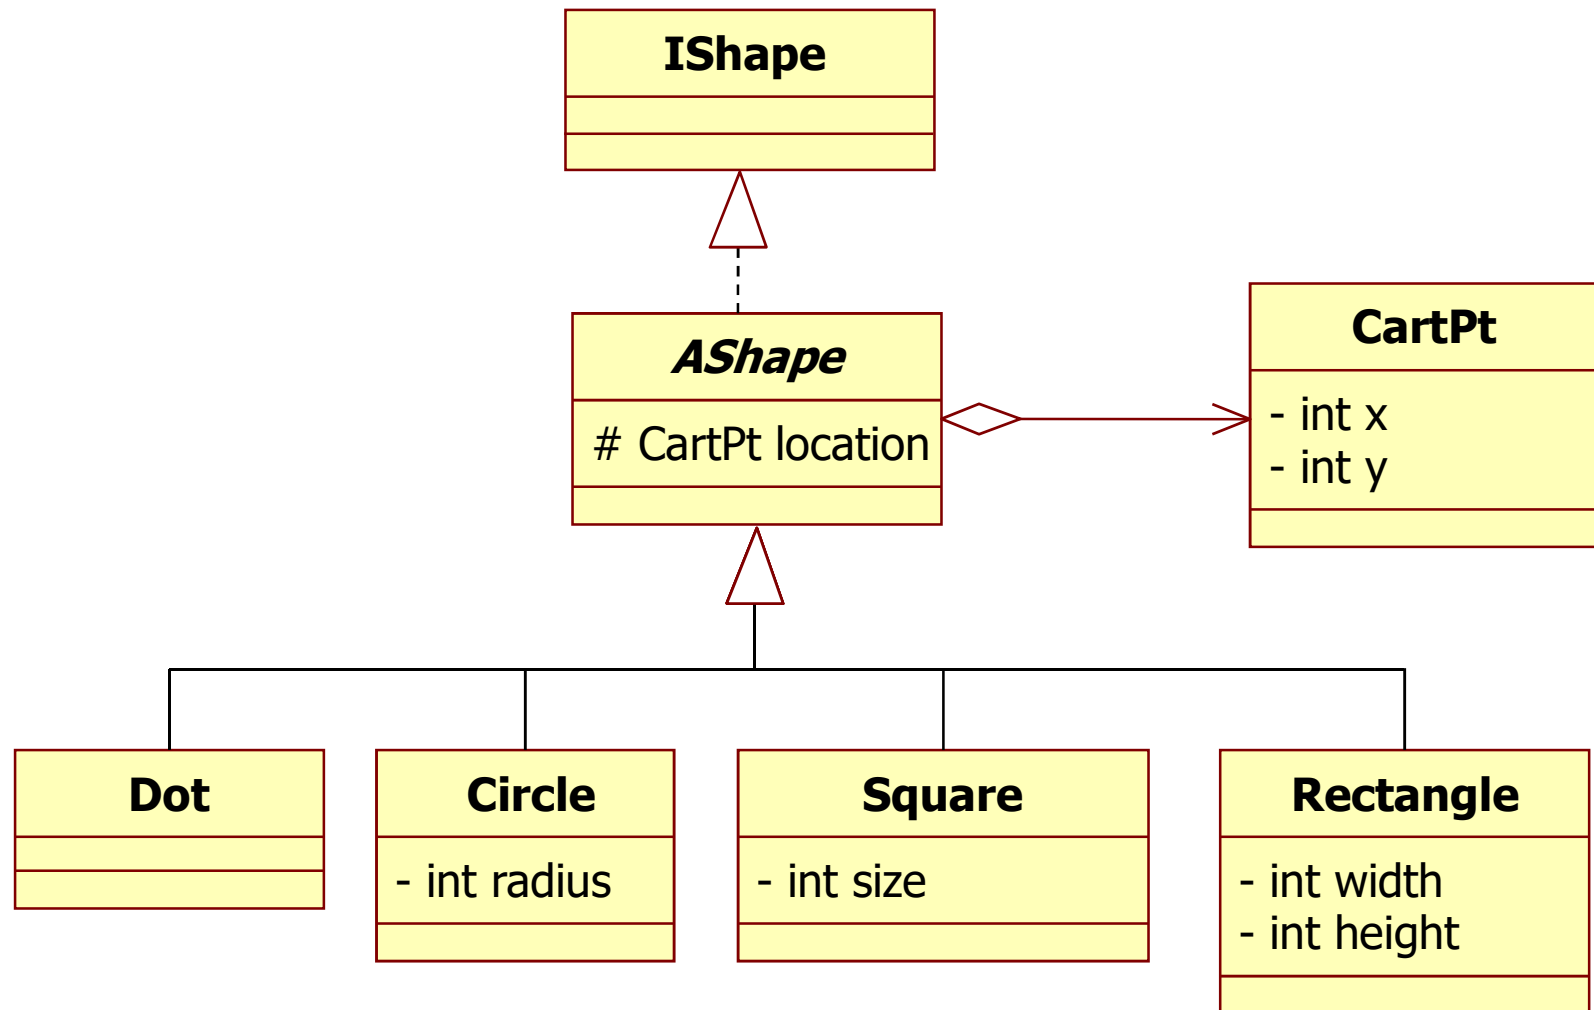 IShape
AShape
# CartPt location
CartPt
- int x
- int y
Dot
Circle
- int radius
Square
- int size
Rectangle
- int width
- int height